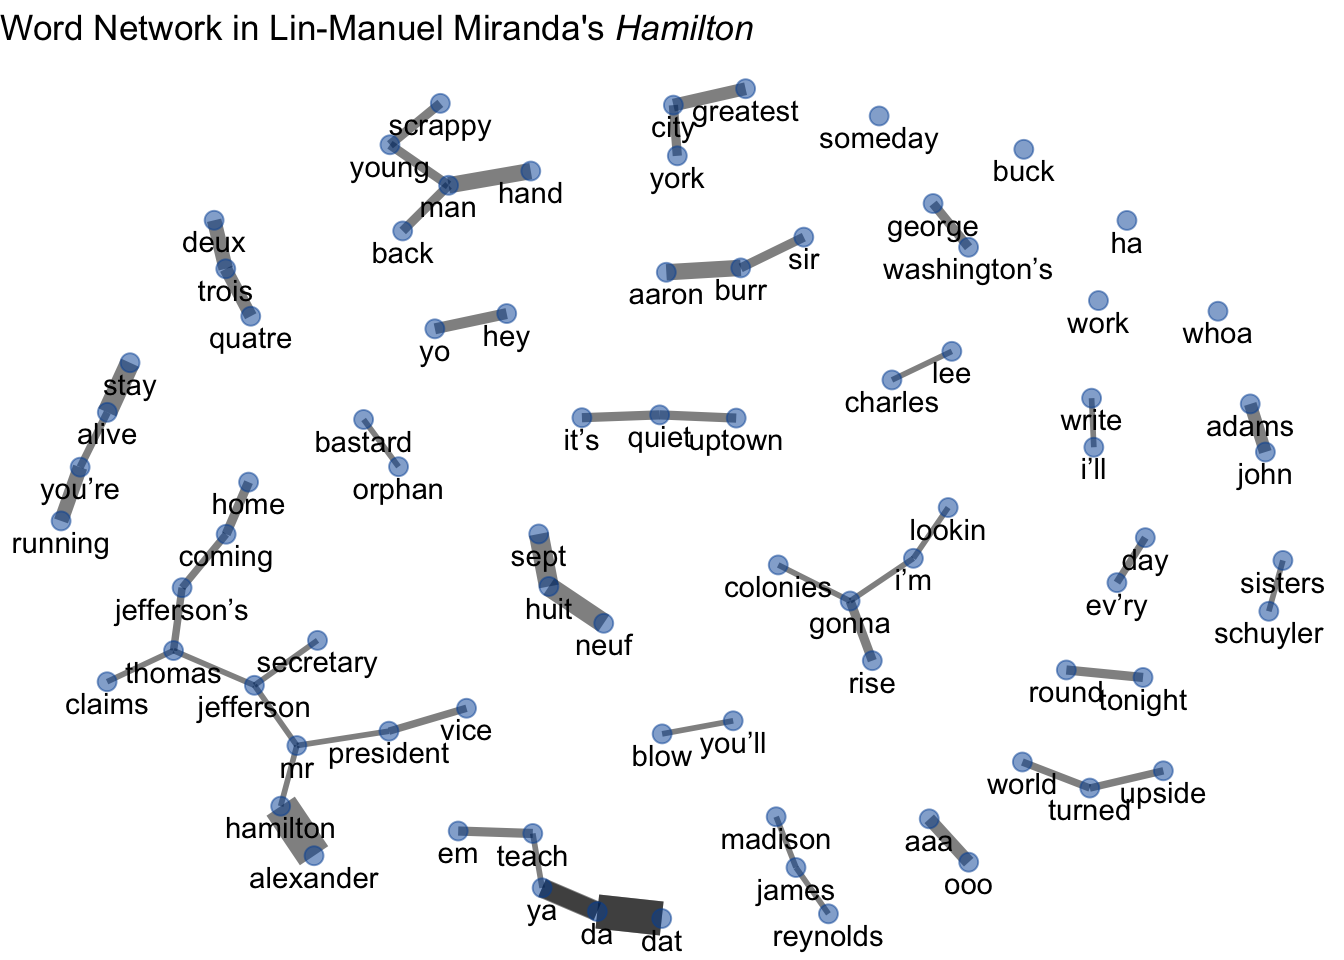 Word Network in Lin-Manuel Miranda's Hamilton
scrappy
city
greatest
someday
young
york
buck
man
hand
back
george
washington’s
ha
deux
trois
quatre
aaron
burr
sir
yo
hey
work
whoa
stay
alive
you’re
running
charles
lee
bastard
orphan
it’s
quiet
uptown
write
i’ll
adams
john
home
coming
jefferson’s
thomas
claims
jefferson
secretary
mr
president
vice
hamilton
alexander
sept
huit
neuf
colonies
gonna
i’m
lookin
rise
day
ev’ry
sisters
schuyler
round
tonight
blow
you’ll
world
turned
upside
em
teach
ya
da
dat
madison
james
reynolds
aaa
ooo